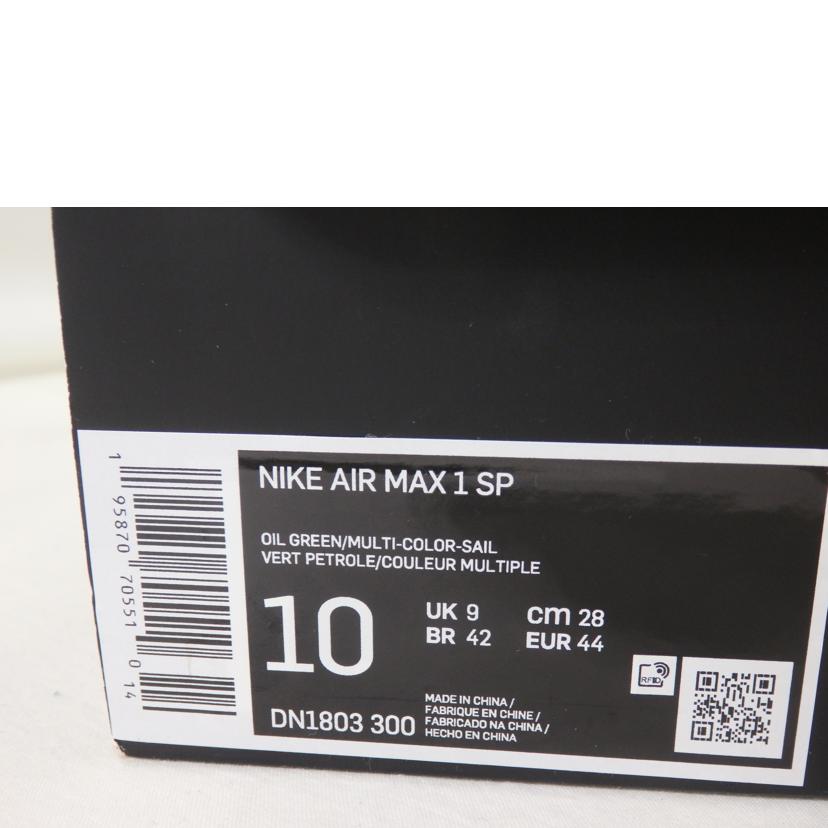 NIKE AIR MAX 1 SP
OIL GREEN/MULTI-COLOR-SAIL
VERT PETROLE/COULEUR MULTIPLE
10
UK 9 cm 28
BR 42 EUR 44
DN1803 300
MADE IN CHINA /
FABRIQUE EN CHINE /
FABRICADO NA CHINA /
HECHO EN CHINA
RFID
1 95870 70551 0 14